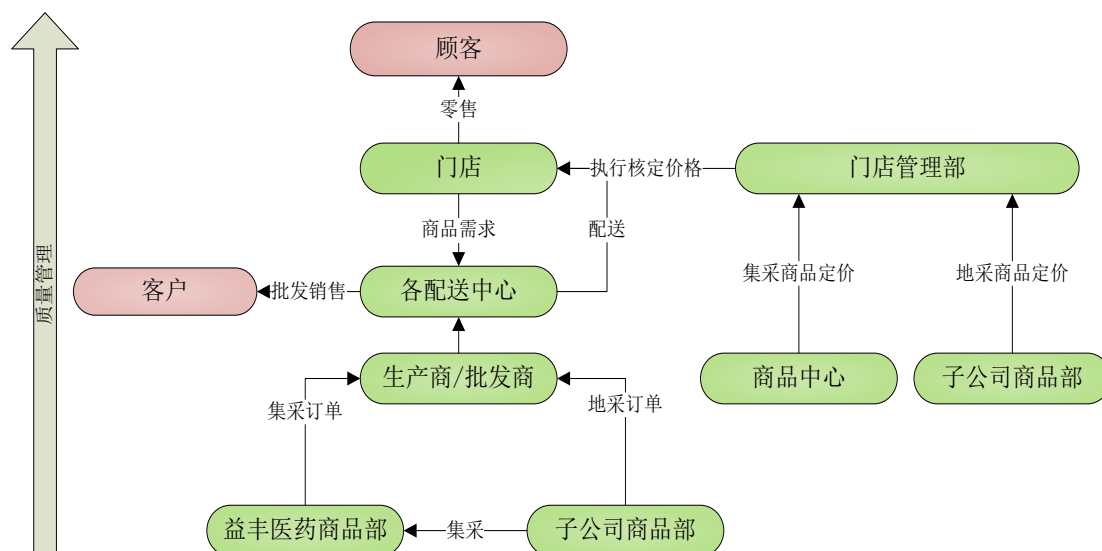 顾客
零售
门店
执行核定价格
门店管理部
商品需求
配送
质量管理
集采商品定价
地采商品定价
客户
批发销售
各配送中心
生产商/批发商
商品中心
子公司商品部
集采订单
地采订单
益丰医药商品部
集采
子公司商品部